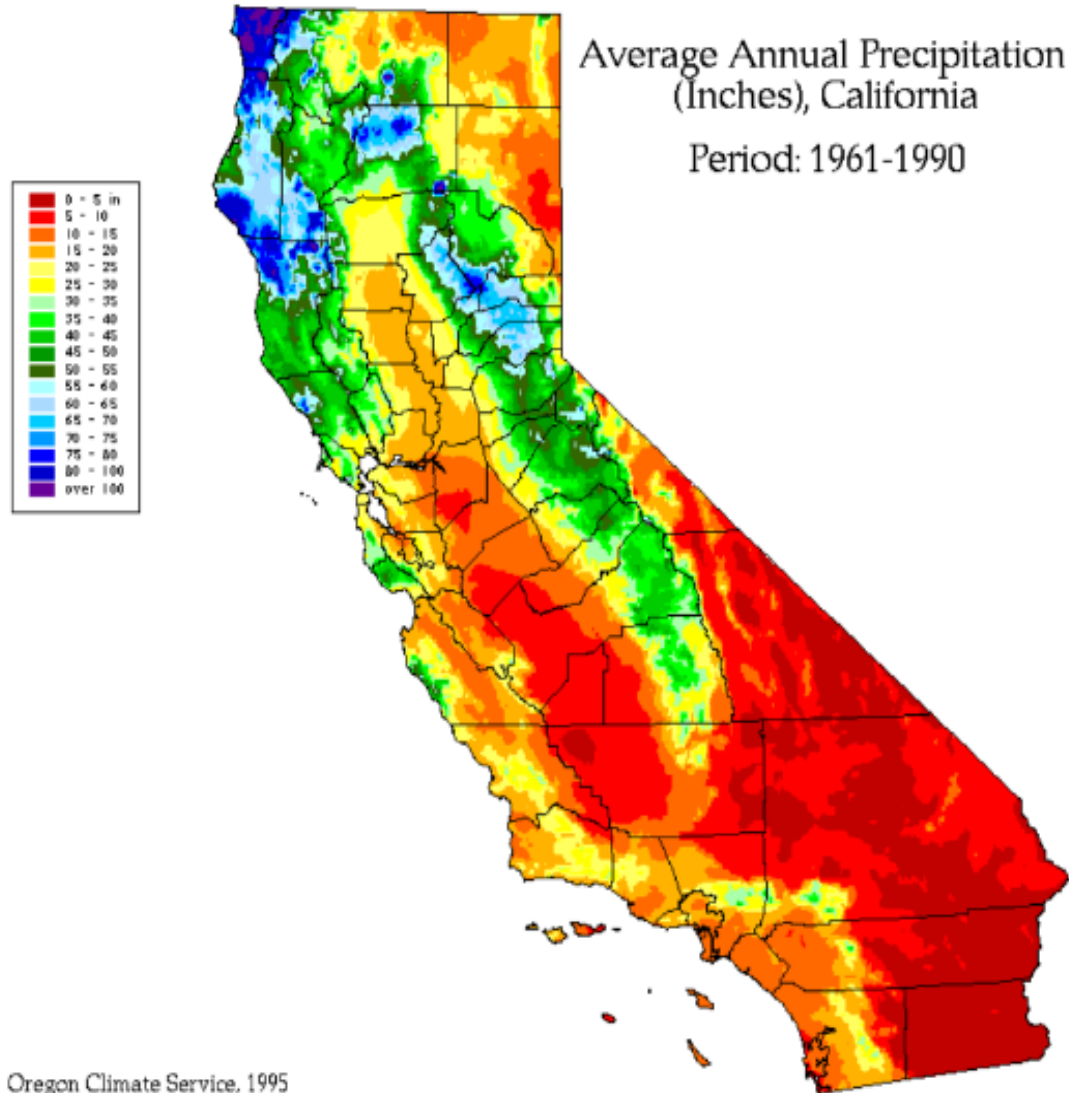 Average Annual Precipitation
(Inches), California
Period: 1961-1990
0 - 5 in
5 - 10
10 - 15
15 - 20
20 - 25
25 - 30
30 - 35
35 - 40
40 - 45
45 - 50
50 - 55
55 - 60
60 - 65
65 - 70
70 - 75
75 - 80
80 - 100
over 100
Oregon Climate Service, 1995